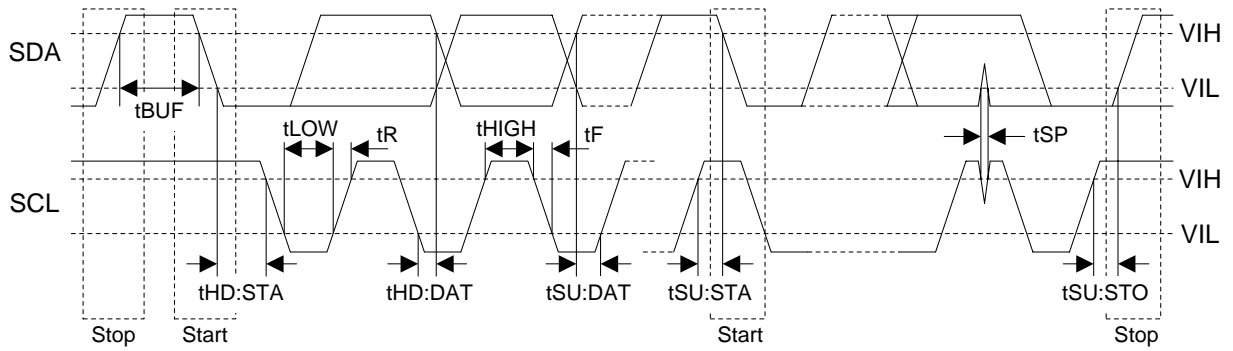 VIH
SDA
VIL
tBUF
tLOW tR tHIGH tF tSP
VIH
SCL
VIL
tHD:STA tHD:DAT tSU:DAT tSU:STA tSU:STO
Stop Start Start Stop